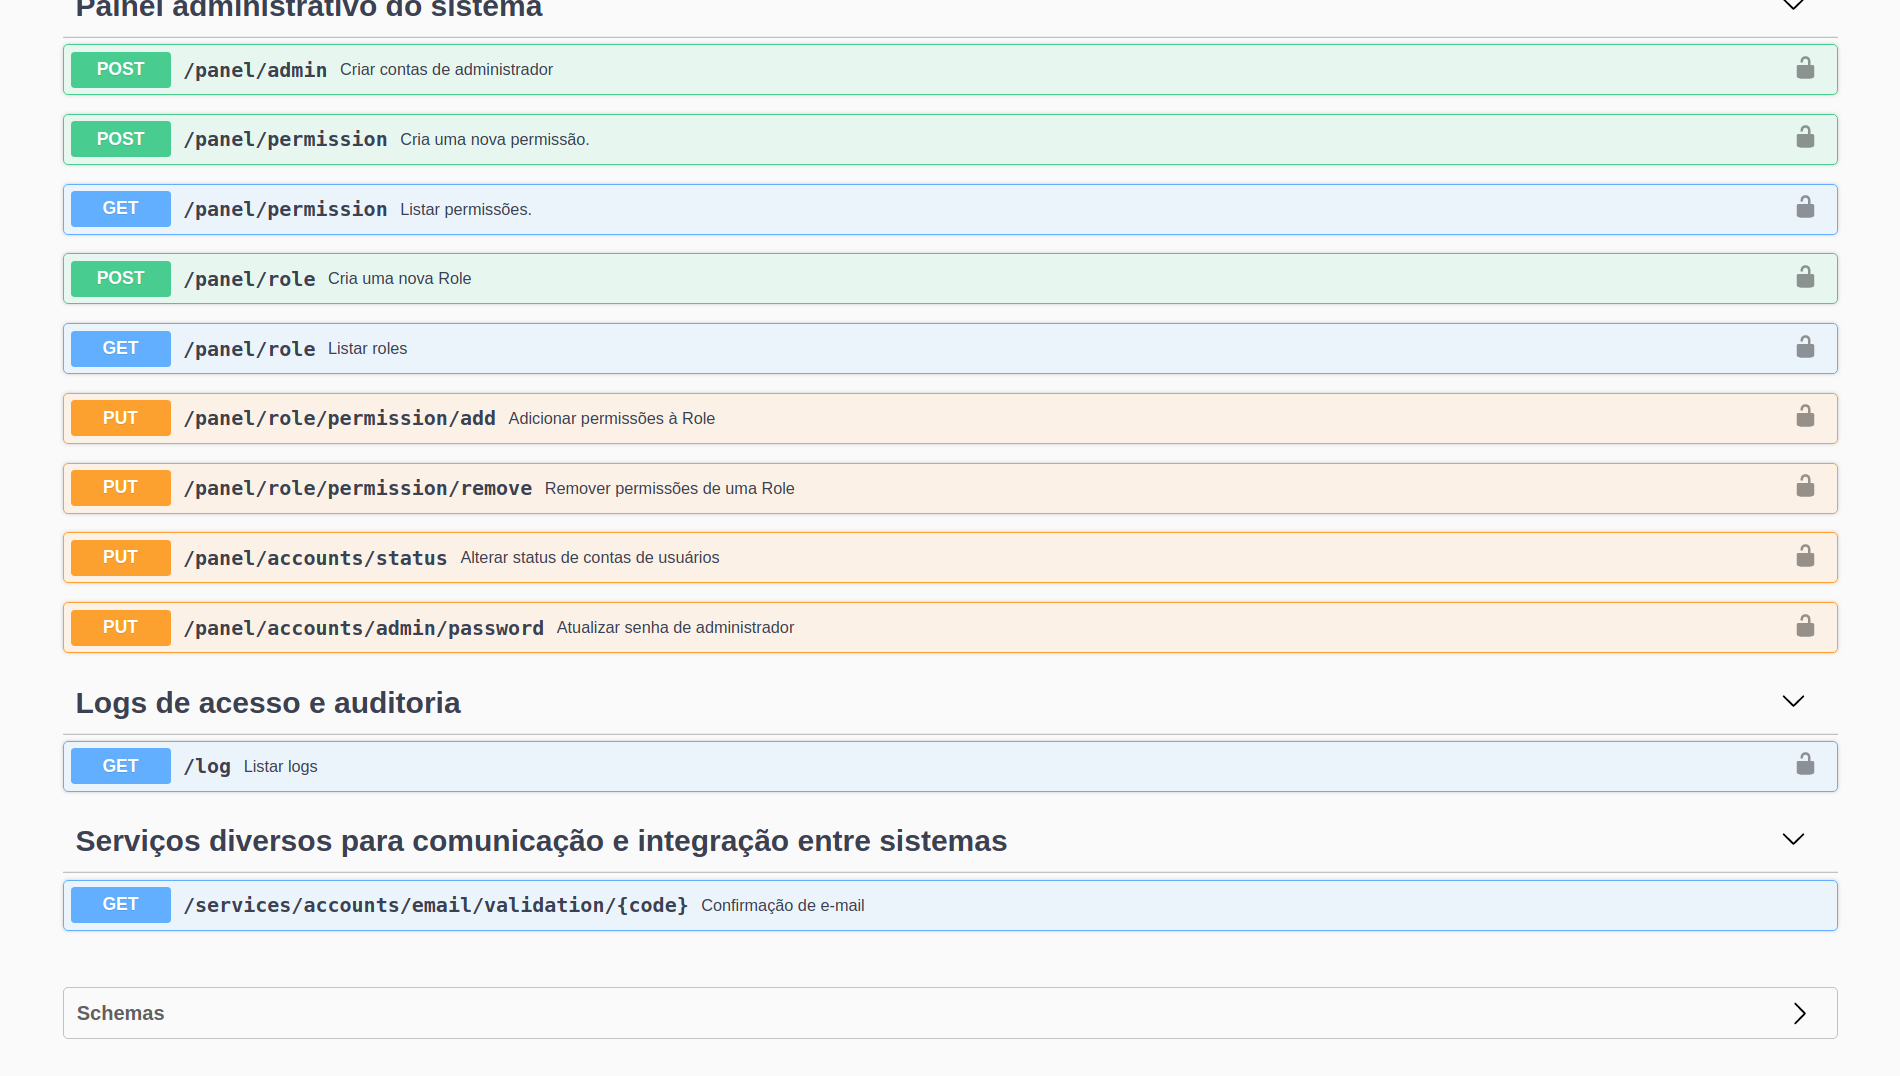 Painel administrativo do sistema
POST /panel/admin Criar contas de administrador
POST /panel/permission Cria uma nova permissão.
GET /panel/permission Listar permissões.
POST /panel/role Cria uma nova Role
GET /panel/role Listar roles
PUT /panel/role/permission/add Adicionar permissões à Role
PUT /panel/role/permission/remove Remover permissões de uma Role
PUT /panel/accounts/status Alterar status de contas de usuários
PUT /panel/accounts/admin/password Atualizar senha de administrador
Logs de acesso e auditoria
GET /log Listar logs
Serviços diversos para comunicação e integração entre sistemas
GET /services/accounts/email/validation/{code} Confirmação de e-mail
Schemas